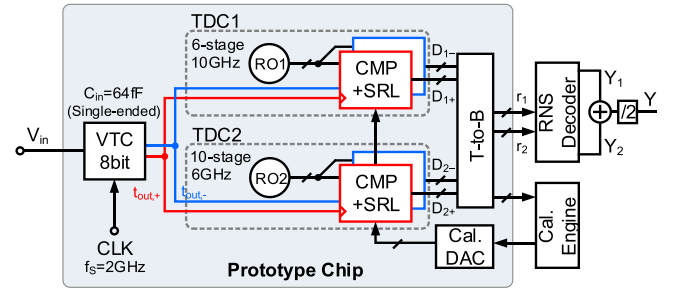 TDC1
6-stage
10GHz
RO1
CMP
+SRL
D1−
D1+
Cin=64fF
(Single-ended)
Vin
VTC
8bit
tout,+
tout,-
CLK
fS=2GHz
TDC2
10-stage
6GHz
RO2
CMP
+SRL
D2−
D2+
T-to-B
r1
r2
RNS
Decoder
Y1
Y2
+
/2
Y
Cal.
DAC
Cal.
Engine
Prototype Chip